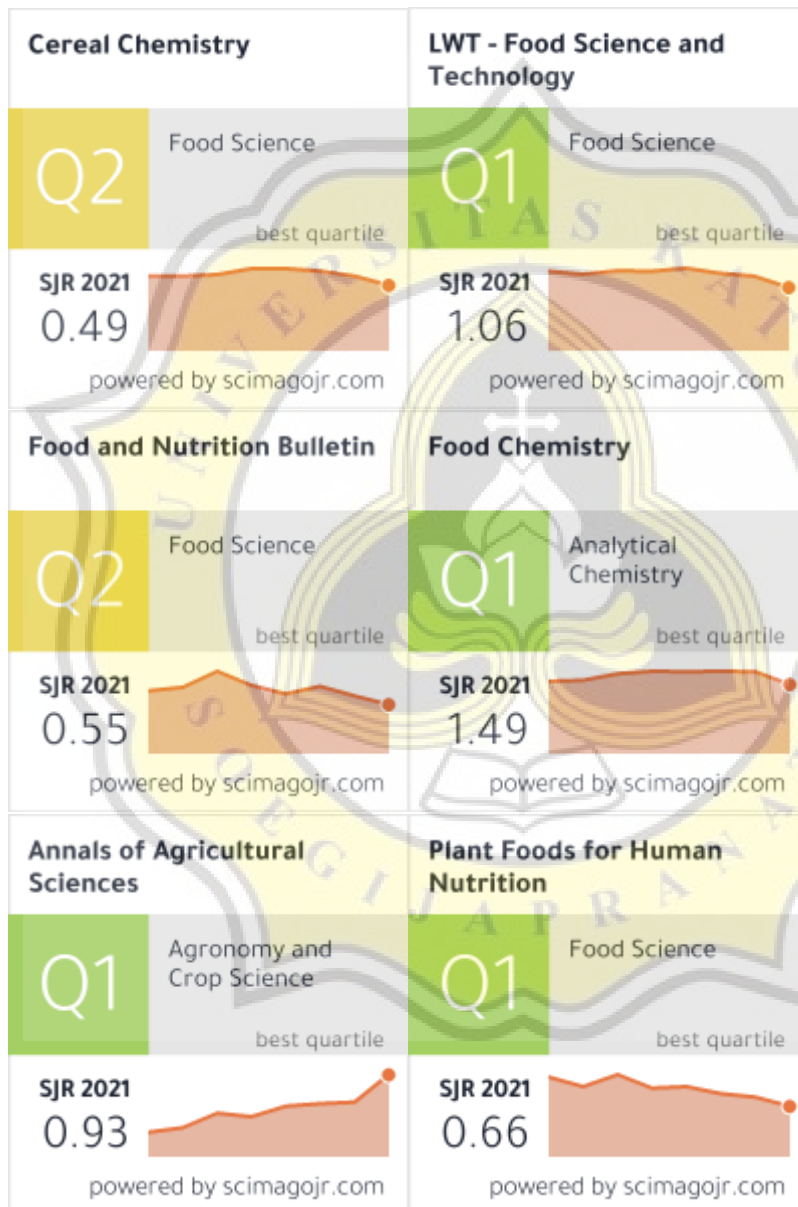 Cereal Chemistry
Q2
Food Science
best quartile
SJR 2021
0.49
powered by scimagojr.com
LWT - Food Science and
Technology
Q1
Food Science
best quartile
SJR 2021
1.06
powered by scimagojr.com
Food and Nutrition Bulletin
Q2
Food Science
best quartile
SJR 2021
0.55
powered by scimagojr.com
Food Chemistry
Q1
Analytical
Chemistry
best quartile
SJR 2021
1.49
powered by scimagojr.com
Annals of Agricultural
Sciences
Q1
Agronomy and
Crop Science
best quartile
SJR 2021
0.93
powered by scimagojr.com
Plant Foods for Human
Nutrition
Q1
Food Science
best quartile
SJR 2021
0.66
powered by scimagojr.com
UNIVERSITAS KATO
SOEGIJAPRANA